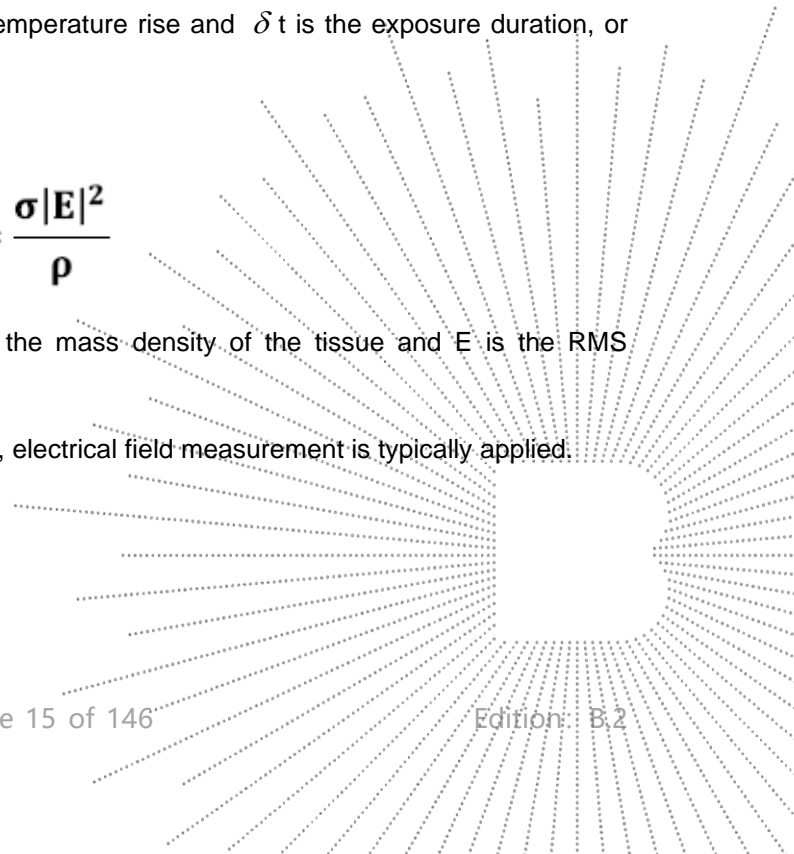 emperature rise and δ t is the exposure duration, or
σ|E|²
ρ
the mass density of the tissue and E is the RMS
, electrical field measurement is typically applied.
e 15 of 146 Edition: B.2